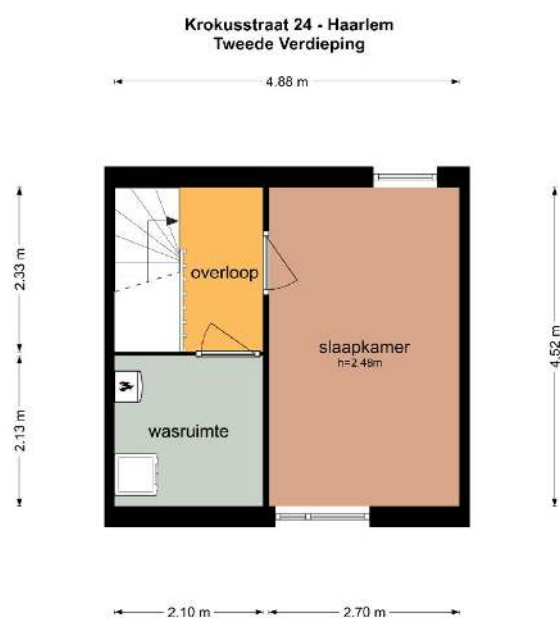 Krokusstraat 24 - Haarlem
Tweede Verdieping
4.88 m
2.33 m
overloop
slaapkamer
h=2.48m
4.52 m
2.13 m
wasruimte
2.10 m
2.70 m